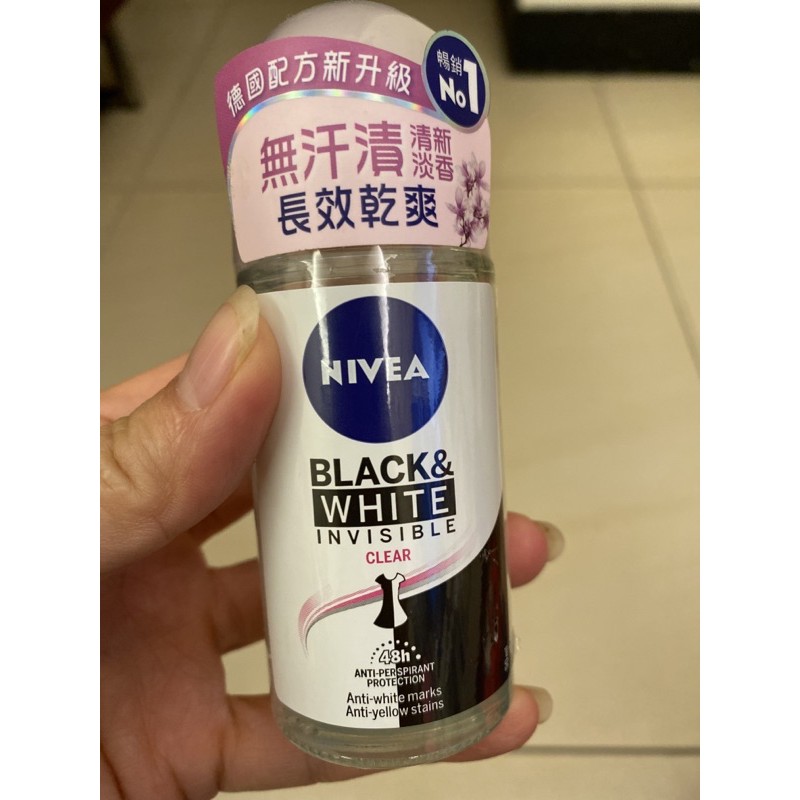 德國配方新升級
暢銷
No1
無汗漬 清新淡香
長效乾爽
NIVEA
BLACK&
WHITE
INVISIBLE
CLEAR
48h
ANTI-PERSPIRANT
PROTECTION
Anti-white marks
Anti-yellow stains